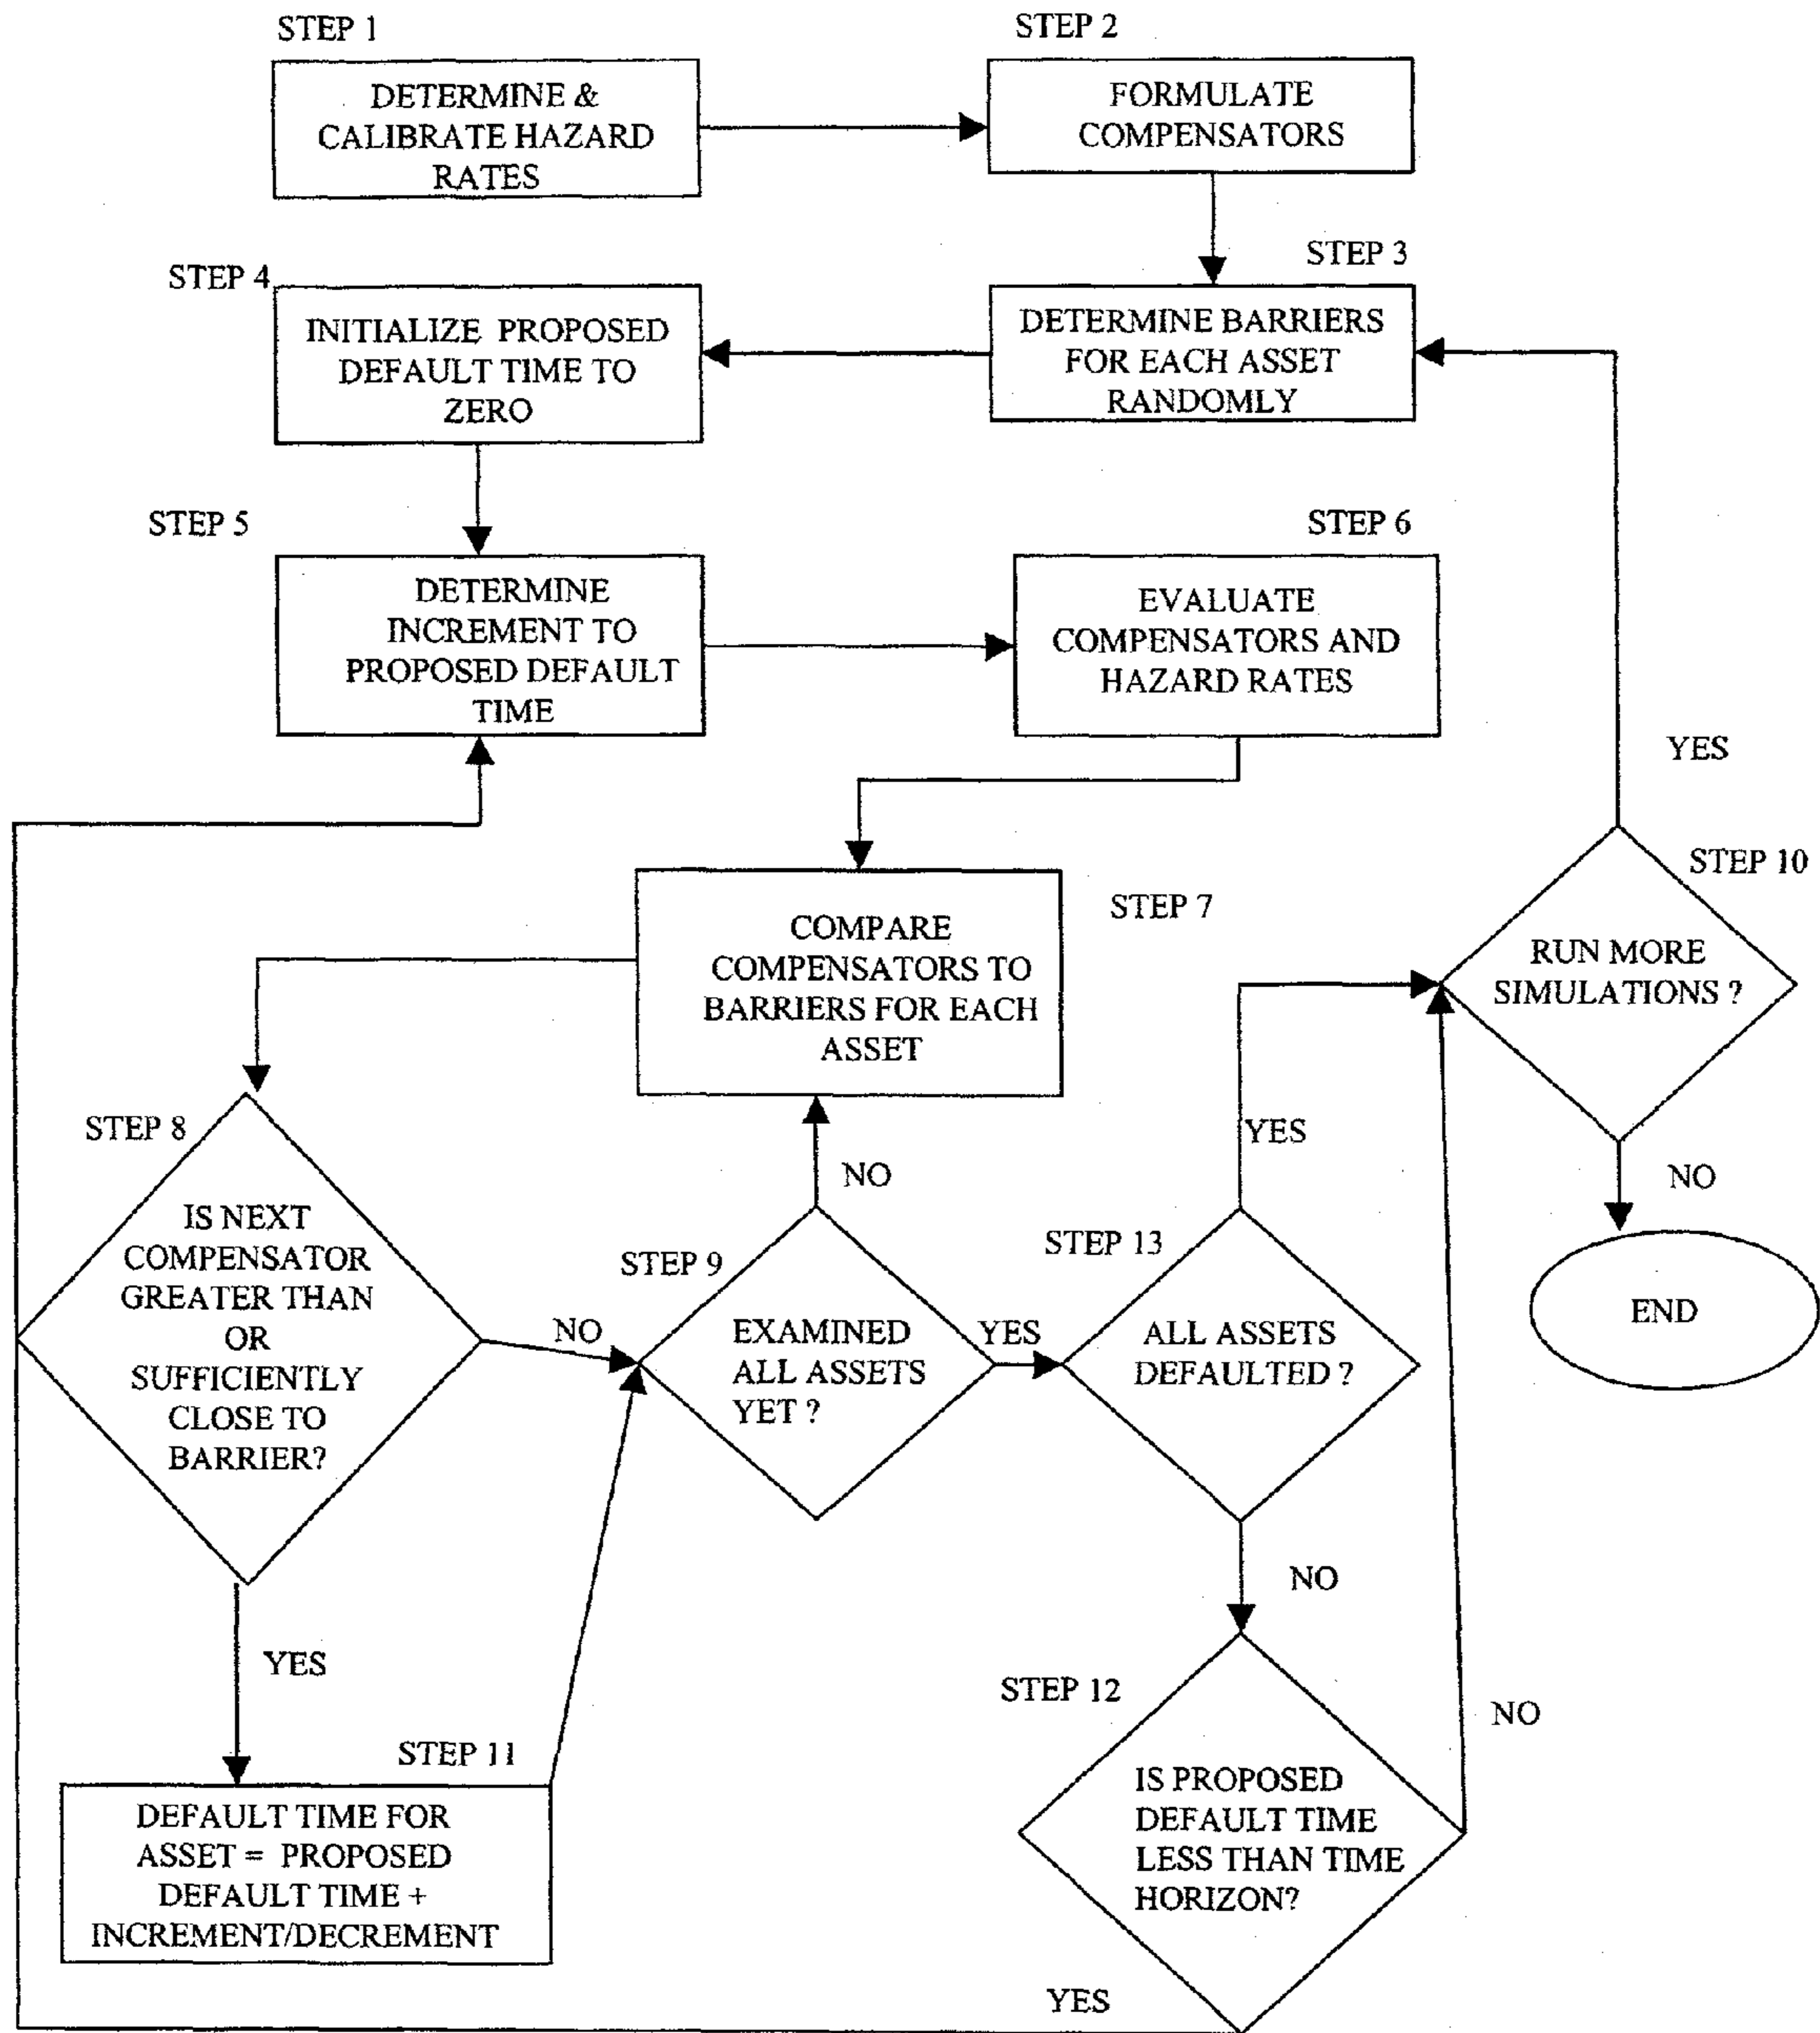 STEP 1
DETERMINE &
CALIBRATE HAZARD
RATES
STEP 2
FORMULATE
COMPENSATORS
STEP 3
DETERMINE BARRIERS
FOR EACH ASSET
RANDOMLY
STEP 4
INITIALIZE PROPOSED
DEFAULT TIME TO
ZERO
STEP 5
DETERMINE
INCREMENT TO
PROPOSED DEFAULT
TIME
STEP 6
EVALUATE
COMPENSATORS AND
HAZARD RATES
STEP 7
COMPARE
COMPENSATORS TO
BARRIERS FOR EACH
ASSET
STEP 8
IS NEXT
COMPENSATOR
GREATER THAN
OR
SUFFICIENTLY
CLOSE TO
BARRIER?
NO
YES
STEP 11
DEFAULT TIME FOR
ASSET = PROPOSED
DEFAULT TIME +
INCREMENT/DECREMENT
STEP 9
EXAMINED
ALL ASSETS
YET ?
NO
YES
STEP 13
ALL ASSETS
DEFAULTED ?
YES
NO
STEP 12
IS PROPOSED
DEFAULT TIME
LESS THAN TIME
HORIZON?
NO
YES
STEP 10
RUN MORE
SIMULATIONS ?
YES
NO
END